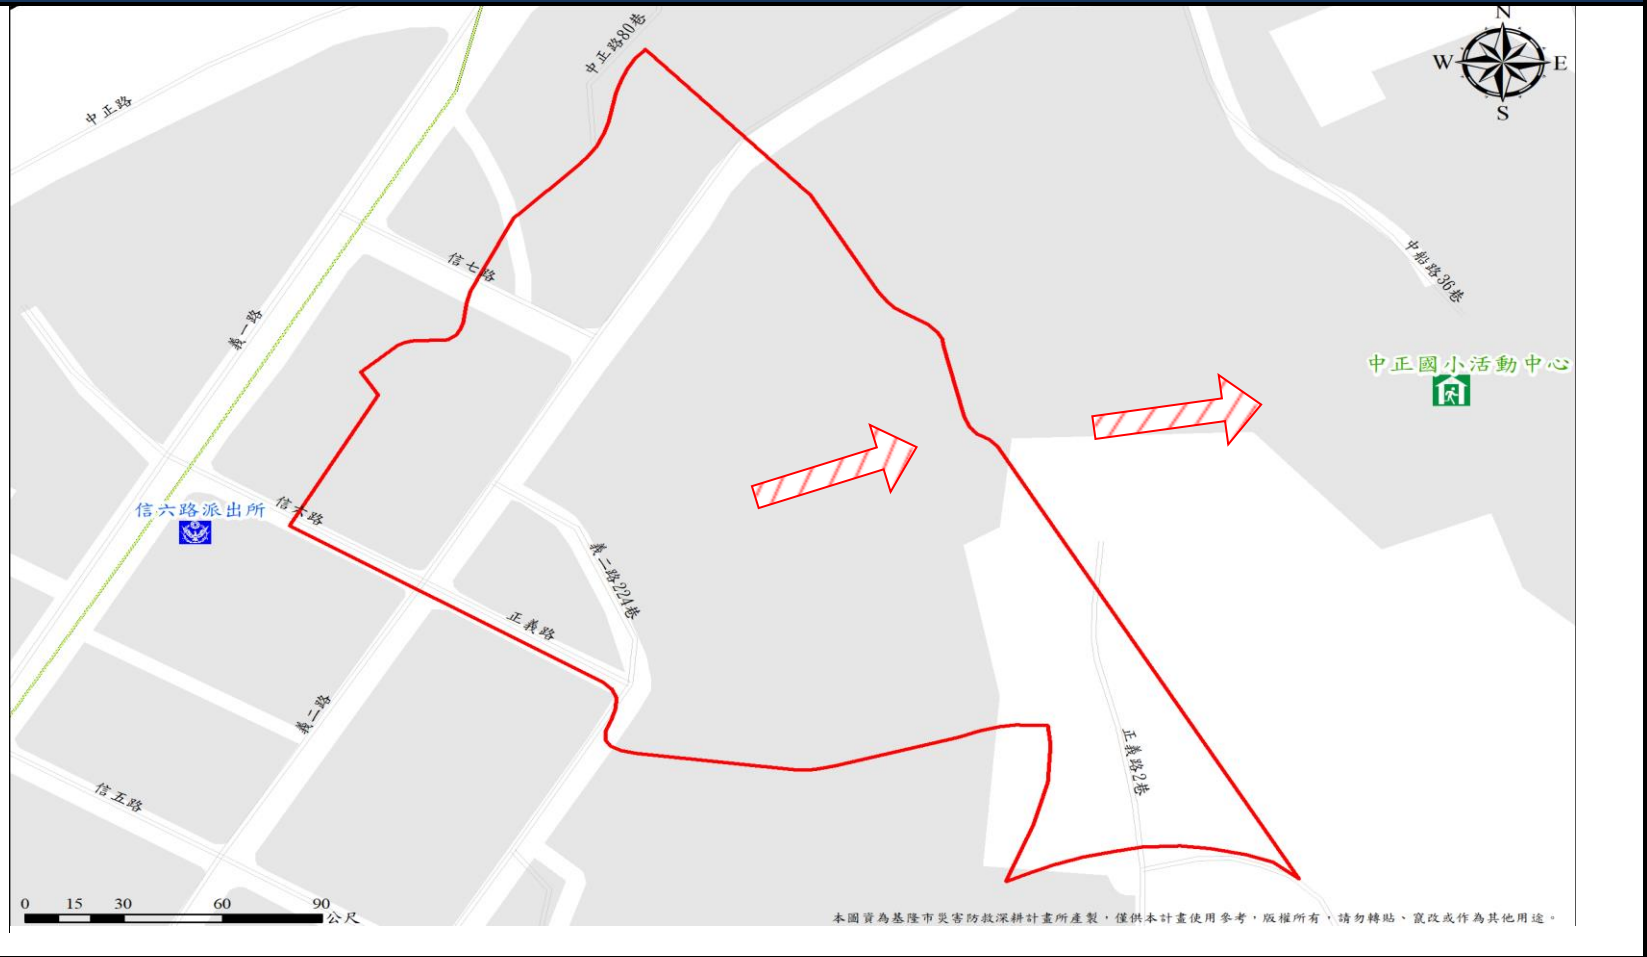 N
W
E
S
中正路80巷
中正路
信七路
義一路
中船路36巷
中正國小活動中心
信六路派出所
信六路
義二路224巷
正義路
義二路
正義路2巷
信五路
0 15 30 60 90
公尺
本圖資為基隆市災害防救深耕計畫所產製，僅供本計畫使用參考，版權所有，請勿轉貼、竄改或作為其他用途。